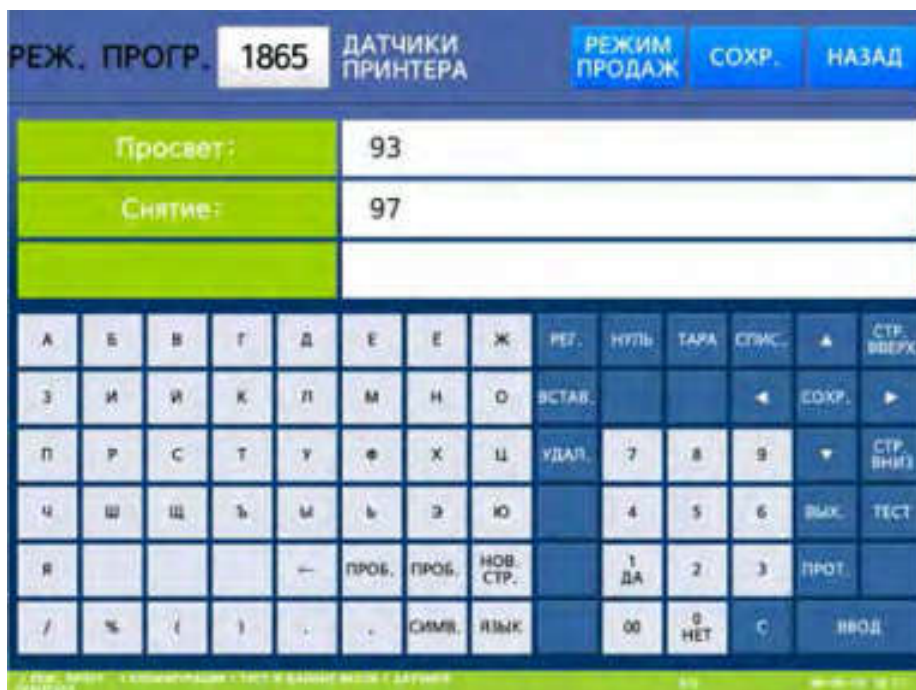 РЕЖ. ПРОГР. 1865 ДАТЧИКИ ПРИНТЕРА РЕЖИМ ПРОДАЖ СОХР. НАЗАД
Просвет: 93
Снятие: 97
А Б В Г Д Е Ё Ж РЕГ. НУЛЬ ТАРА СПИС. ▲ СТР. ВВЕРХ
З И Й К Л М Н О ВСТАВ. ◄ СОХР. ►
П Р С Т У Ф Х Ц УДАЛ. 7 8 9 ▼ СТР. ВНИЗ
Ч Ш Щ Ъ Ы Ь Э Ю 4 5 6 ВЫХ. ТЕСТ
Я ← ПРОБ. ПРОБ. НОВ. СТР. 1 ДА 2 3 ПРОТ.
/ % ( ) СИМВ. ЯЗЫК 00 0 НЕТ C ВВОД